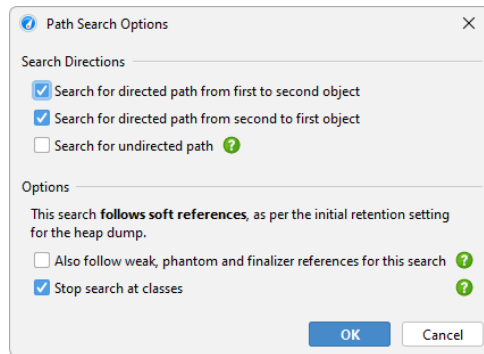 Path Search Options
Search Directions
Search for directed path from first to second object
Search for directed path from second to first object
Search for undirected path
Options
This search follows soft references, as per the initial retention setting
for the heap dump.
Also follow weak, phantom and finalizer references for this search
Stop search at classes
OK Cancel